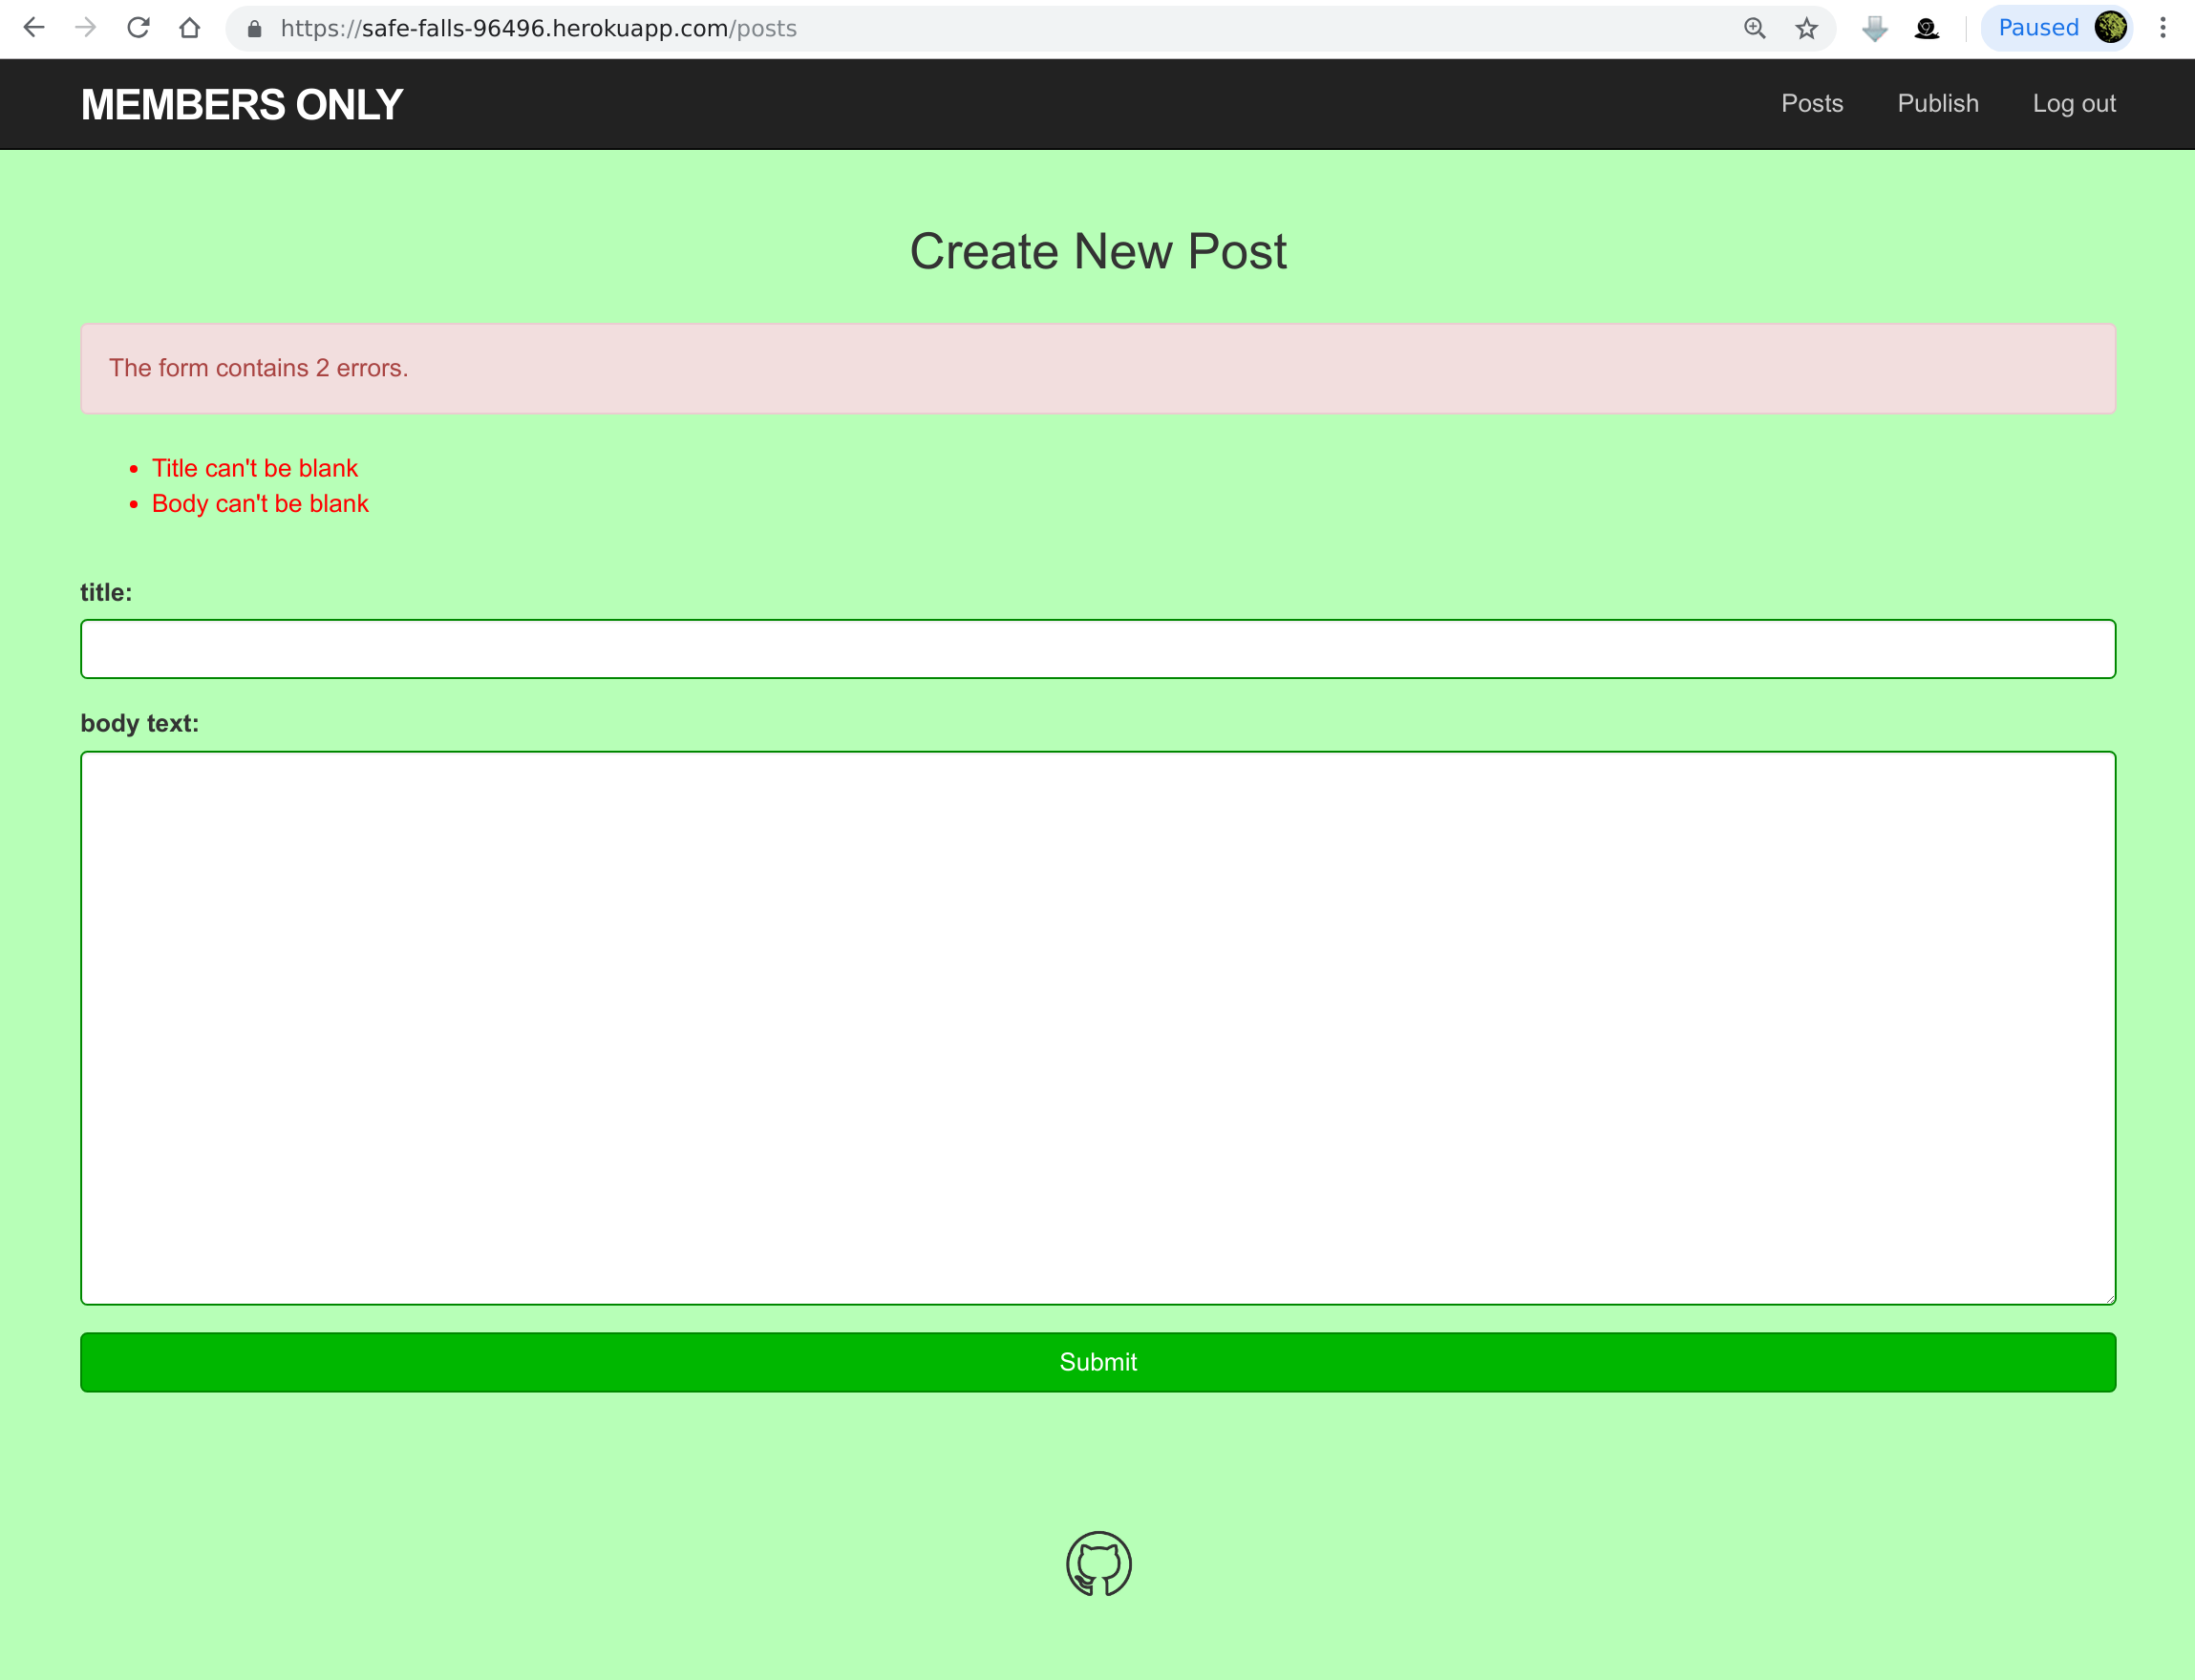 https://safe-falls-96496.herokuapp.com/posts
Paused
MEMBERS ONLY
Posts
Publish
Log out
Create New Post
The form contains 2 errors.
• Title can't be blank
• Body can't be blank
title:
body text:
Submit